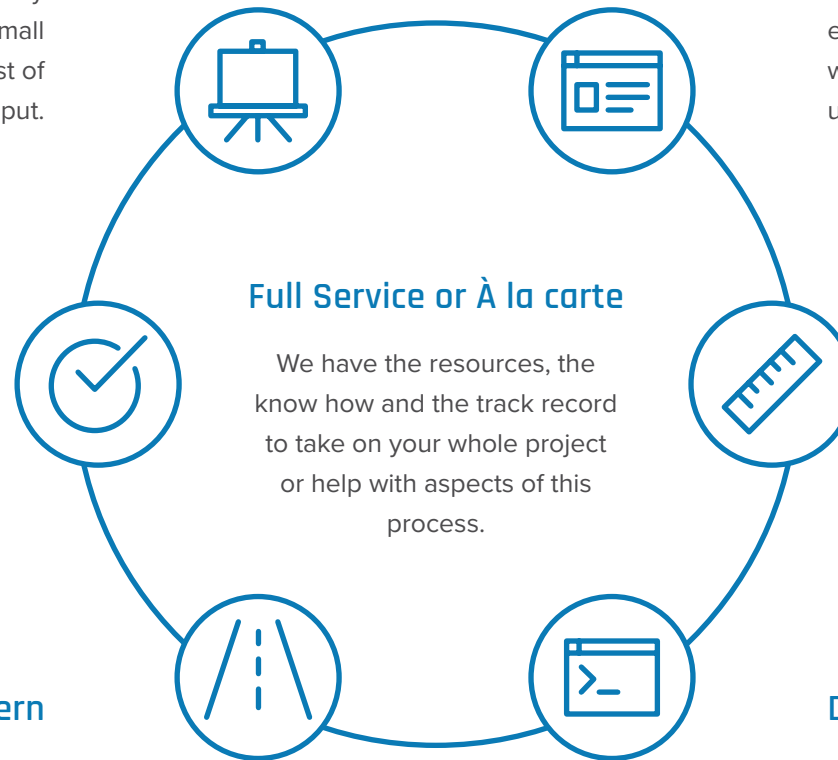 mall
st of
put.
Full Service or À la carte
We have the resources, the
know how and the track record
to take on your whole project
or help with aspects of this
process.
ern